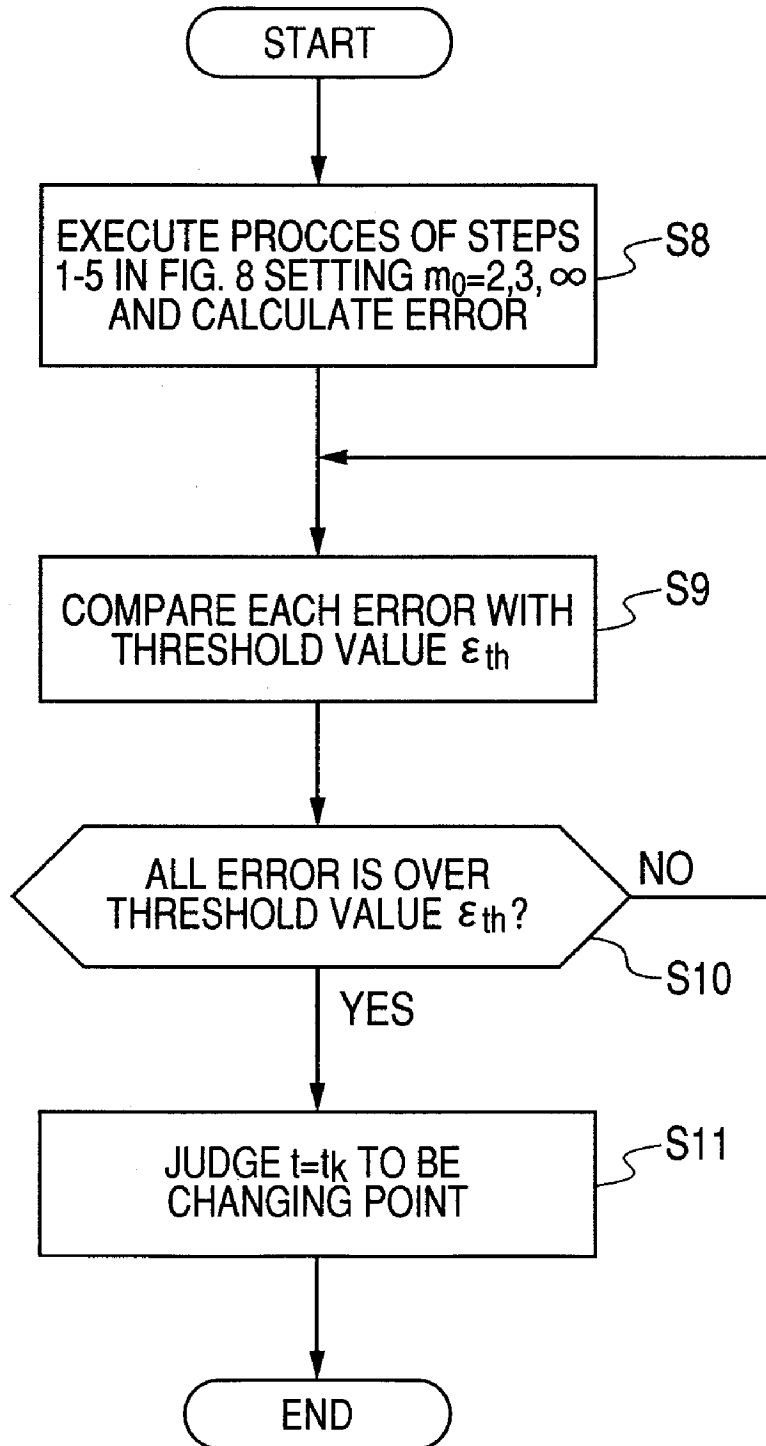 START
EXECUTE PROCCES OF STEPS
1-5 IN FIG. 8 SETTING m₀=2,3, ∞
AND CALCULATE ERROR
S8
COMPARE EACH ERROR WITH
THRESHOLD VALUE εth
S9
ALL ERROR IS OVER
THRESHOLD VALUE εth?
NO
S10
YES
JUDGE t=tk TO BE
CHANGING POINT
S11
END